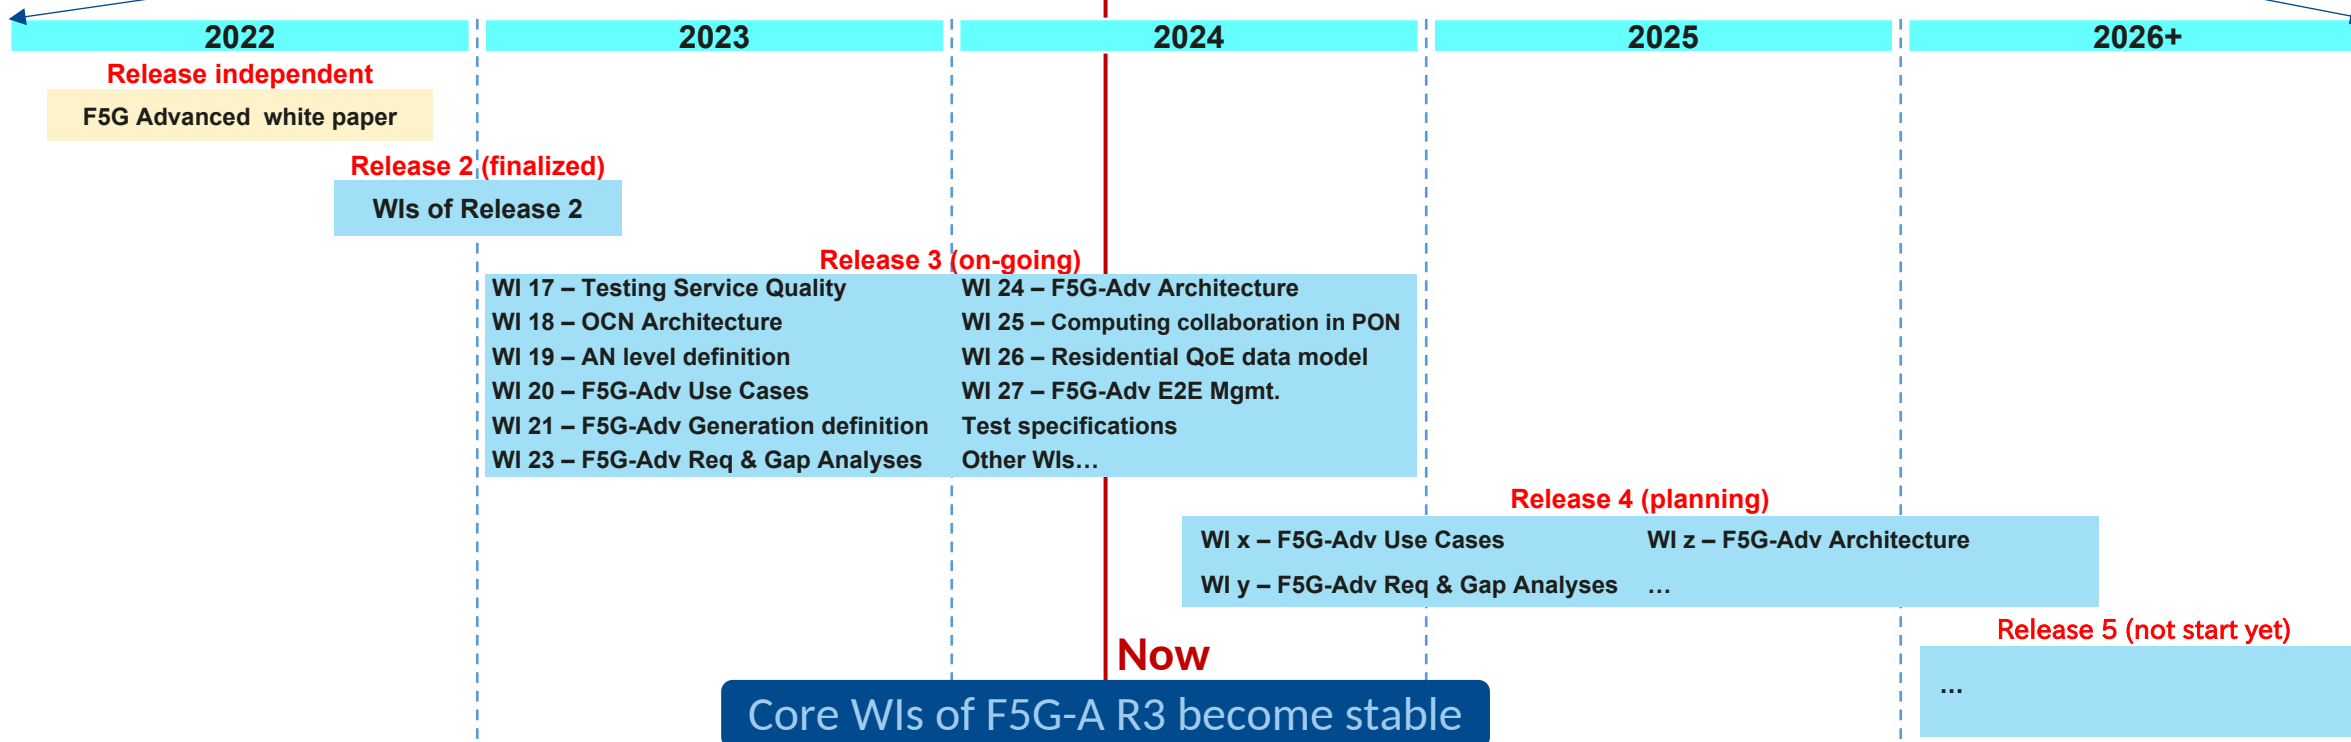 2022
2023
2024
2025
2026+
Release independent
F5G Advanced white paper
Release 2 (finalized)
WIs of Release 2
Release 3 (on-going)
WI 17 – Testing Service Quality
WI 18 – OCN Architecture
WI 19 – AN level definition
WI 20 – F5G-Adv Use Cases
WI 21 – F5G-Adv Generation definition
WI 23 – F5G-Adv Req & Gap Analyses
WI 24 – F5G-Adv Architecture
WI 25 – Computing collaboration in PON
WI 26 – Residential QoE data model
WI 27 – F5G-Adv E2E Mgmt.
Test specifications
Other WIs…
Release 4 (planning)
WI x – F5G-Adv Use Cases
WI y – F5G-Adv Req & Gap Analyses
WI z – F5G-Adv Architecture
…
Release 5 (not start yet)
...
Now
Core WIs of F5G-A R3 become stable